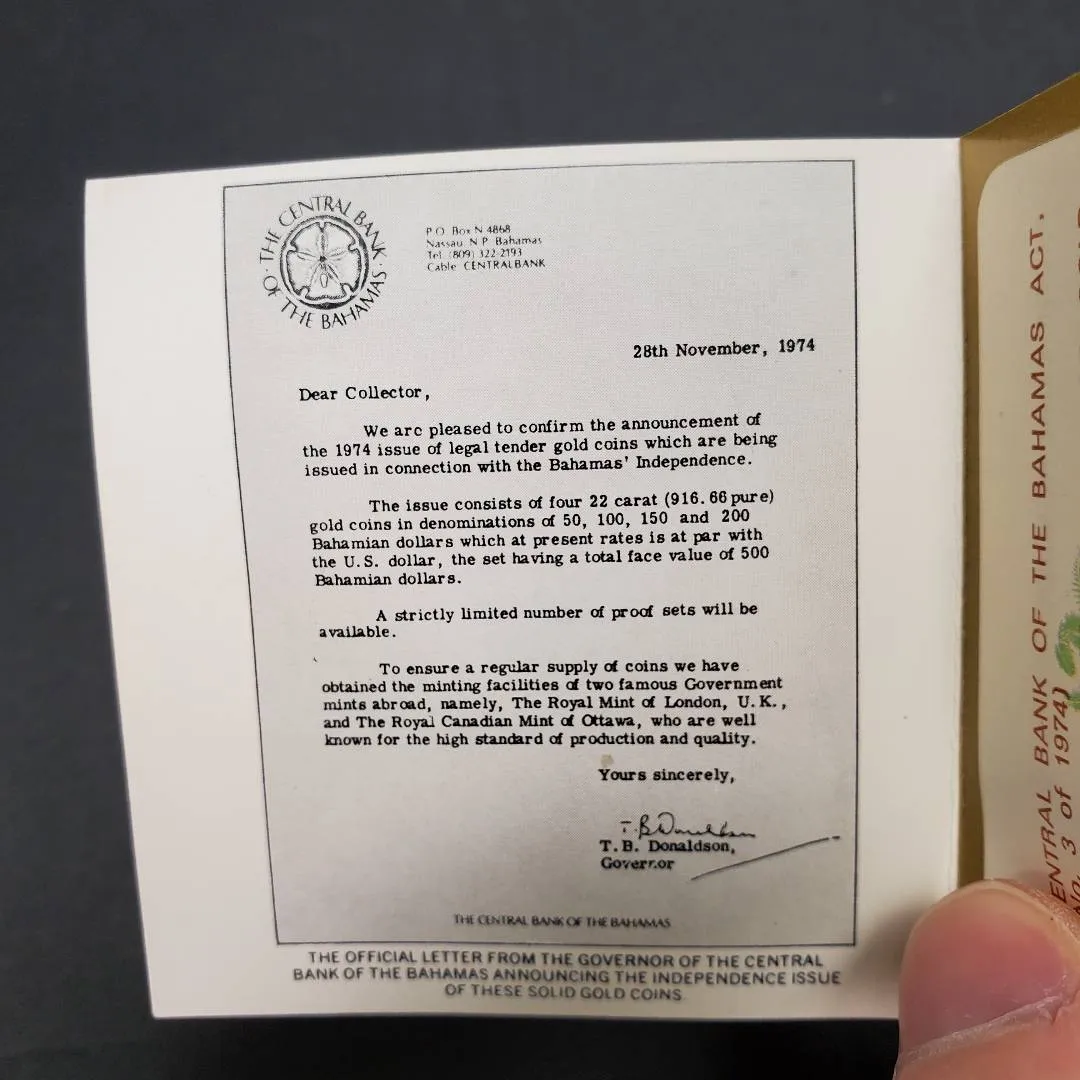 THE CENTRAL BANK
OF THE BAHAMAS
P.O. Box N 4868
Nassau N P Bahamas
Tel. (809) 322-2193
Cable CENTRALBANK
28th November, 1974
Dear Collector,
We are pleased to confirm the announcement of
the 1974 issue of legal tender gold coins which are being
issued in connection with the Bahamas' Independence.
The issue consists of four 22 carat (916.66 pure)
gold coins in denominations of 50, 100, 150 and 200
Bahamian dollars which at present rates is at par with
the U.S. dollar, the set having a total face value of 500
Bahamian dollars.
A strictly limited number of proof sets will be
available.
To ensure a regular supply of coins we have
obtained the minting facilities of two famous Government
mints abroad, namely, The Royal Mint of London, U.K.,
and The Royal Canadian Mint of Ottawa, who are well
known for the high standard of production and quality.
Yours sincerely,
T.B. Donaldson
T.B. Donaldson,
Governor
THE CENTRAL BANK OF THE BAHAMAS
THE OFFICIAL LETTER FROM THE GOVERNOR OF THE CENTRAL
BANK OF THE BAHAMAS ANNOUNCING THE INDEPENDENCE ISSUE
OF THESE SOLID GOLD COINS
ENTRAL BANK OF THE BAHAMAS ACT.
No. 3 of 1974)